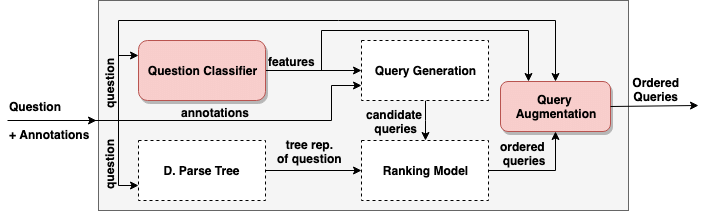 Question
+ Annotations
question
question
Question Classifier
features
annotations
D. Parse Tree
tree rep.
of question
Query Generation
candidate
queries
Ranking Model
ordered
queries
Query
Augmentation
Ordered
Queries